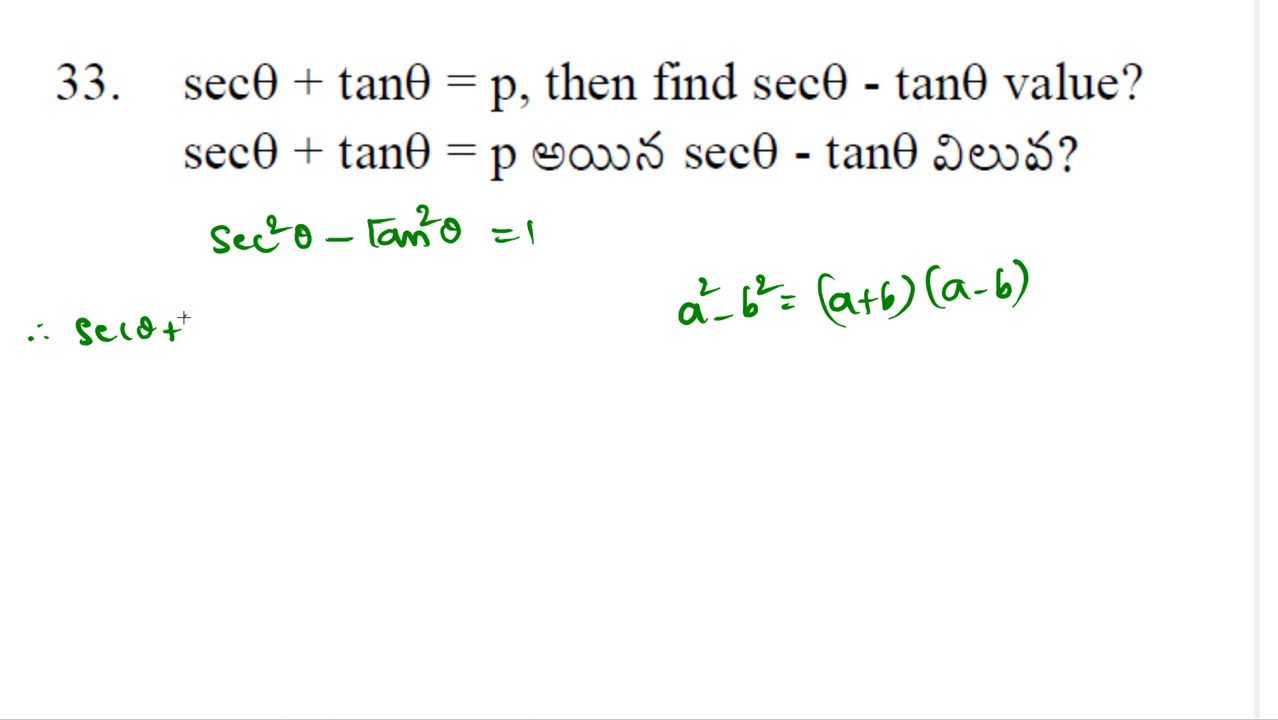 33. secθ + tanθ = p, then find secθ - tanθ value?
secθ + tanθ = p అయిన secθ - tanθ విలువ?
sec²θ - Tan²θ = 1
a² - b² = (a+b)(a-b)
∴ secθ +